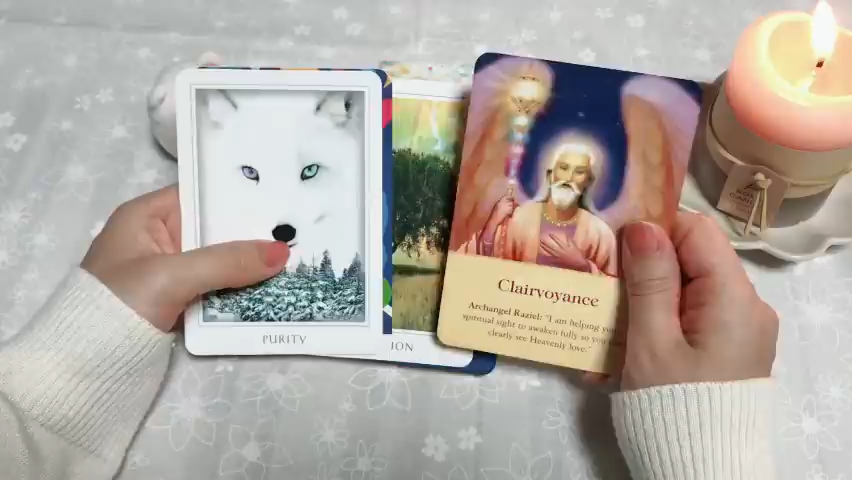 PURITY
ION
Clairvoyance
Archangel Raziel: "I am helping you
spiritual sight to awaken fully so you
clearly see Heavenly love."